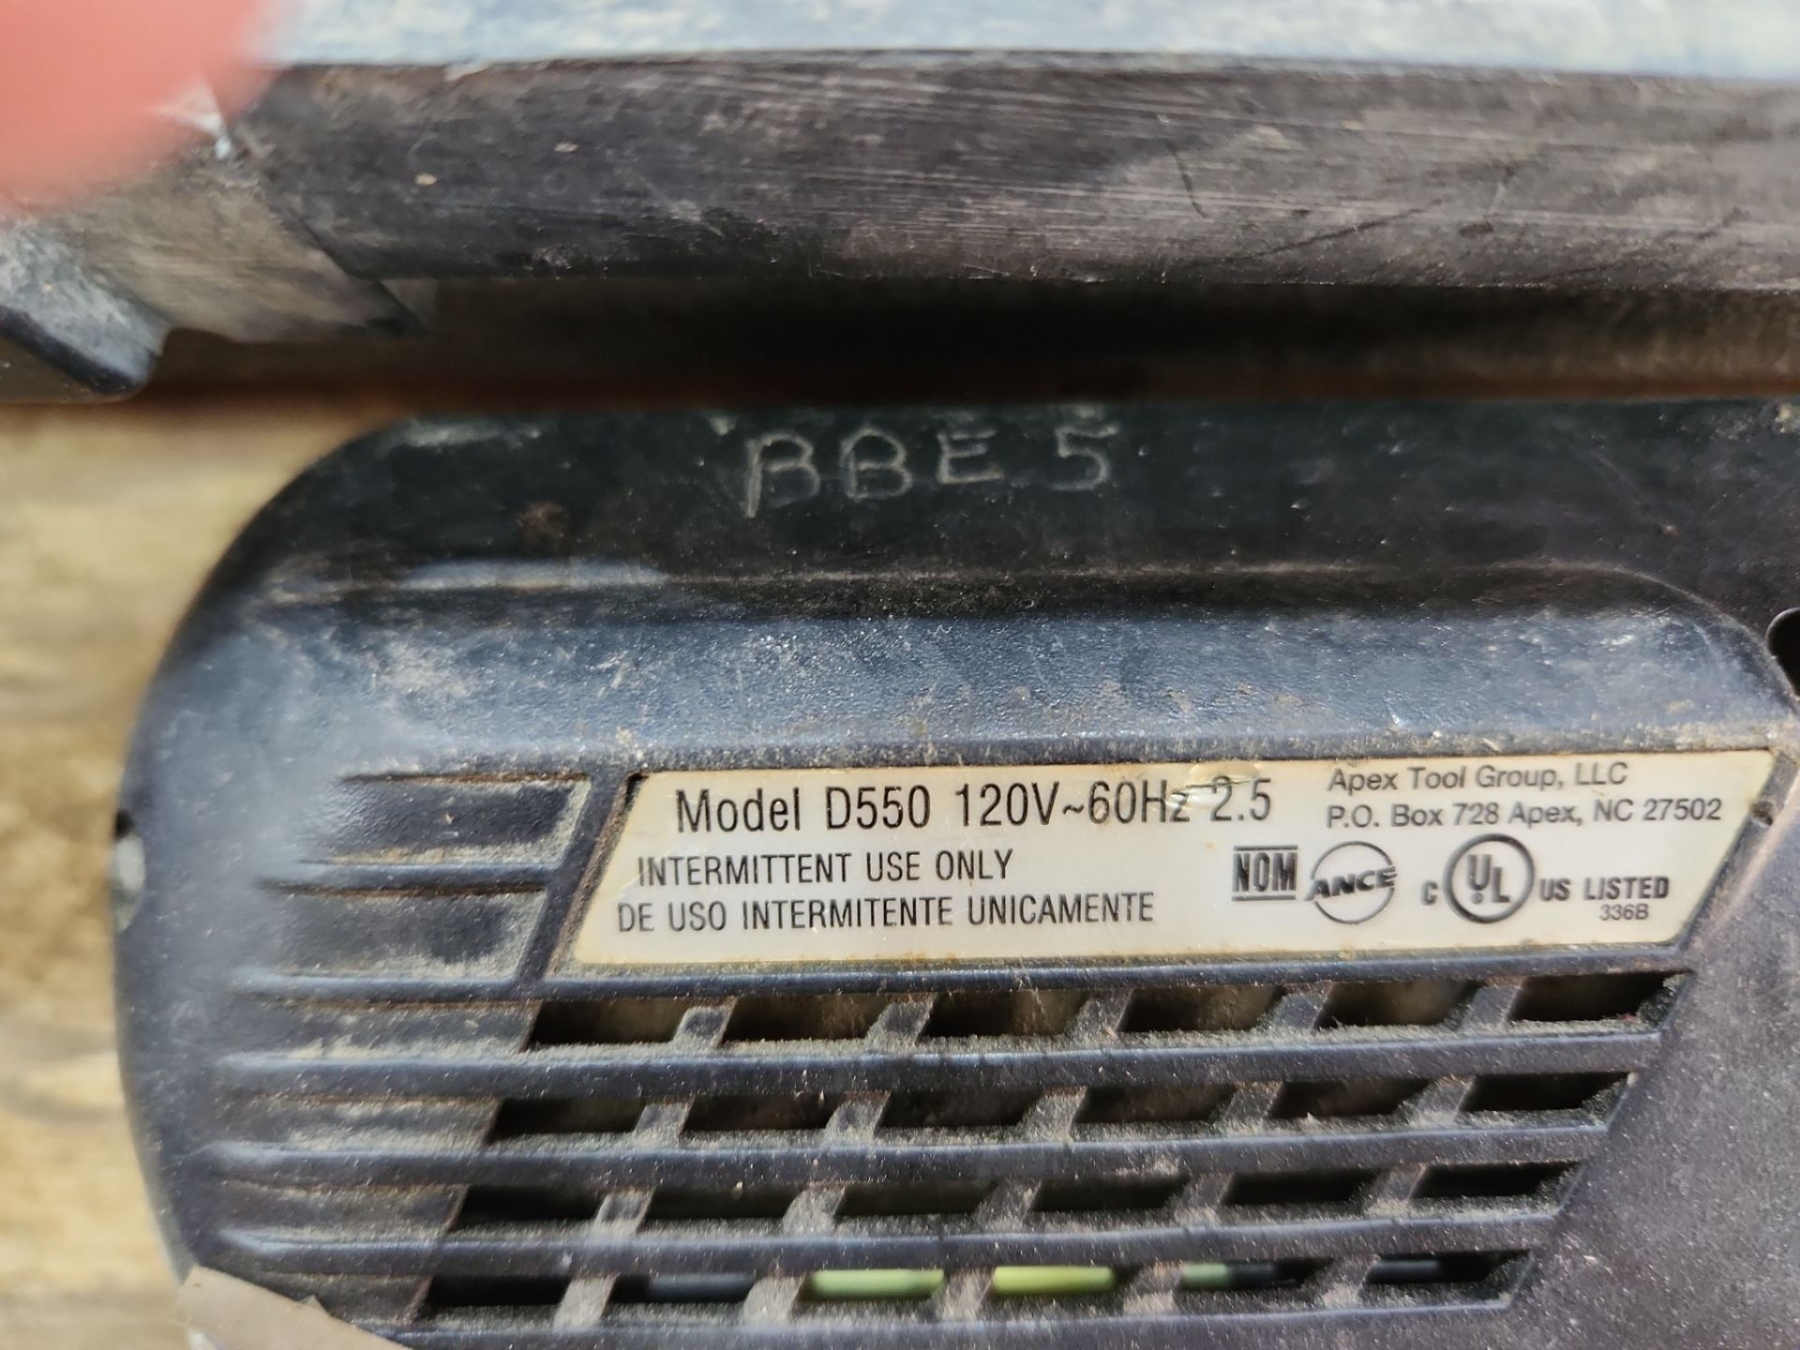 BBE5
Model D550 120V~60Hz 2.5
Apex Tool Group, LLC
P.O. Box 728 Apex, NC 27502
INTERMITTENT USE ONLY
DE USO INTERMITENTE UNICAMENTE
NOM ANCE C UL US LISTED
336B